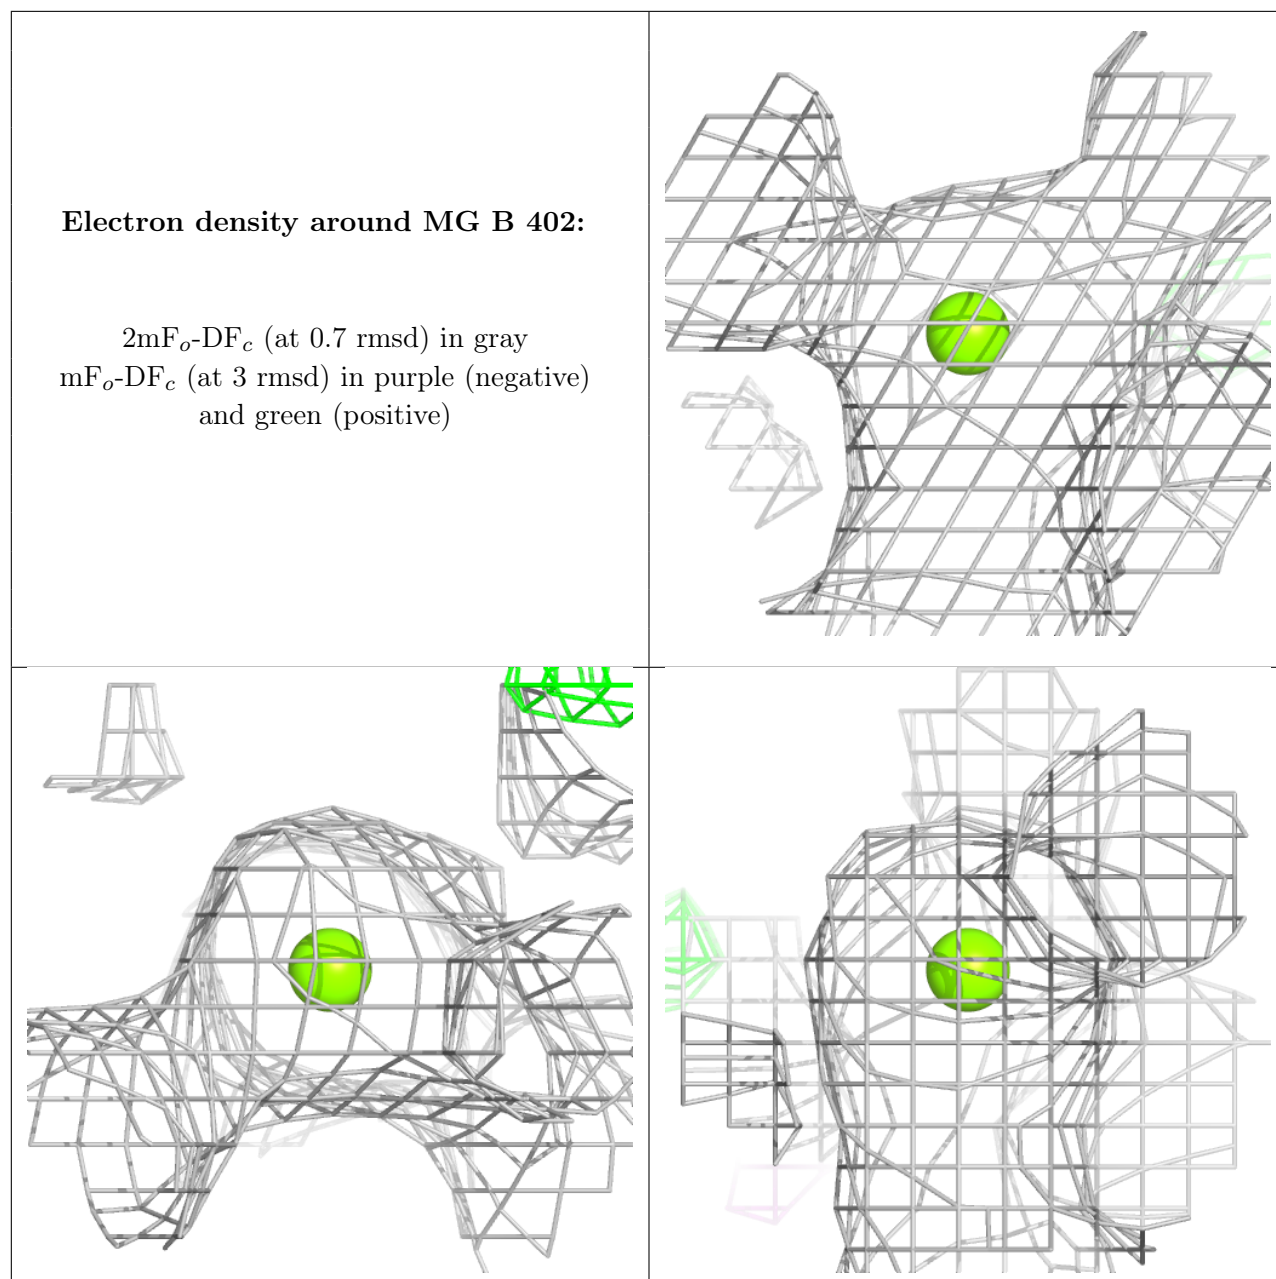 Electron density around MG B 402:
2mFo-DFc (at 0.7 rmsd) in gray
mFo-DFc (at 3 rmsd) in purple (negative)
and green (positive)